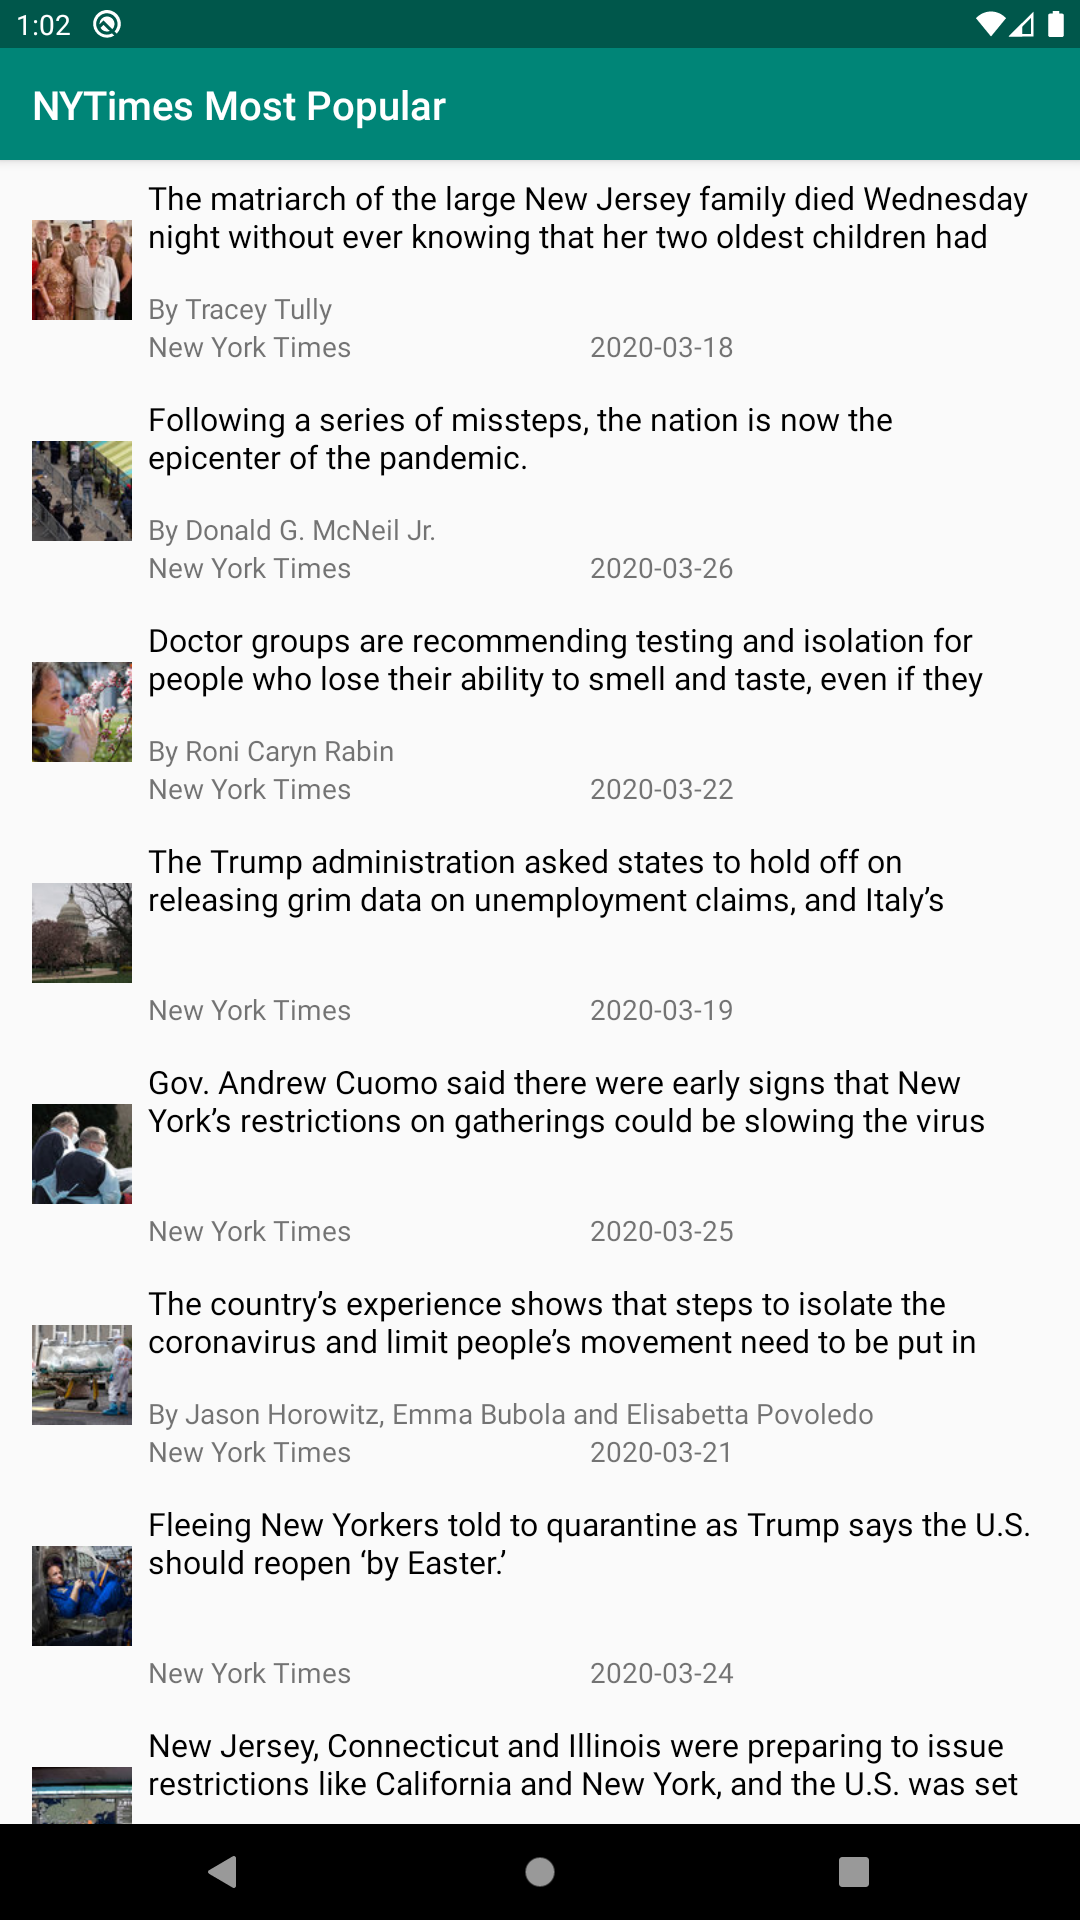 1:02
NYTimes Most Popular
The matriarch of the large New Jersey family died Wednesday
night without ever knowing that her two oldest children had
By Tracey Tully
New York Times 2020-03-18
Following a series of missteps, the nation is now the
epicenter of the pandemic.
By Donald G. McNeil Jr.
New York Times 2020-03-26
Doctor groups are recommending testing and isolation for
people who lose their ability to smell and taste, even if they
By Roni Caryn Rabin
New York Times 2020-03-22
The Trump administration asked states to hold off on
releasing grim data on unemployment claims, and Italy’s
New York Times 2020-03-19
Gov. Andrew Cuomo said there were early signs that New
York’s restrictions on gatherings could be slowing the virus
New York Times 2020-03-25
The country’s experience shows that steps to isolate the
coronavirus and limit people’s movement need to be put in
By Jason Horowitz, Emma Bubola and Elisabetta Povoledo
New York Times 2020-03-21
Fleeing New Yorkers told to quarantine as Trump says the U.S.
should reopen ‘by Easter.’
New York Times 2020-03-24
New Jersey, Connecticut and Illinois were preparing to issue
restrictions like California and New York, and the U.S. was set